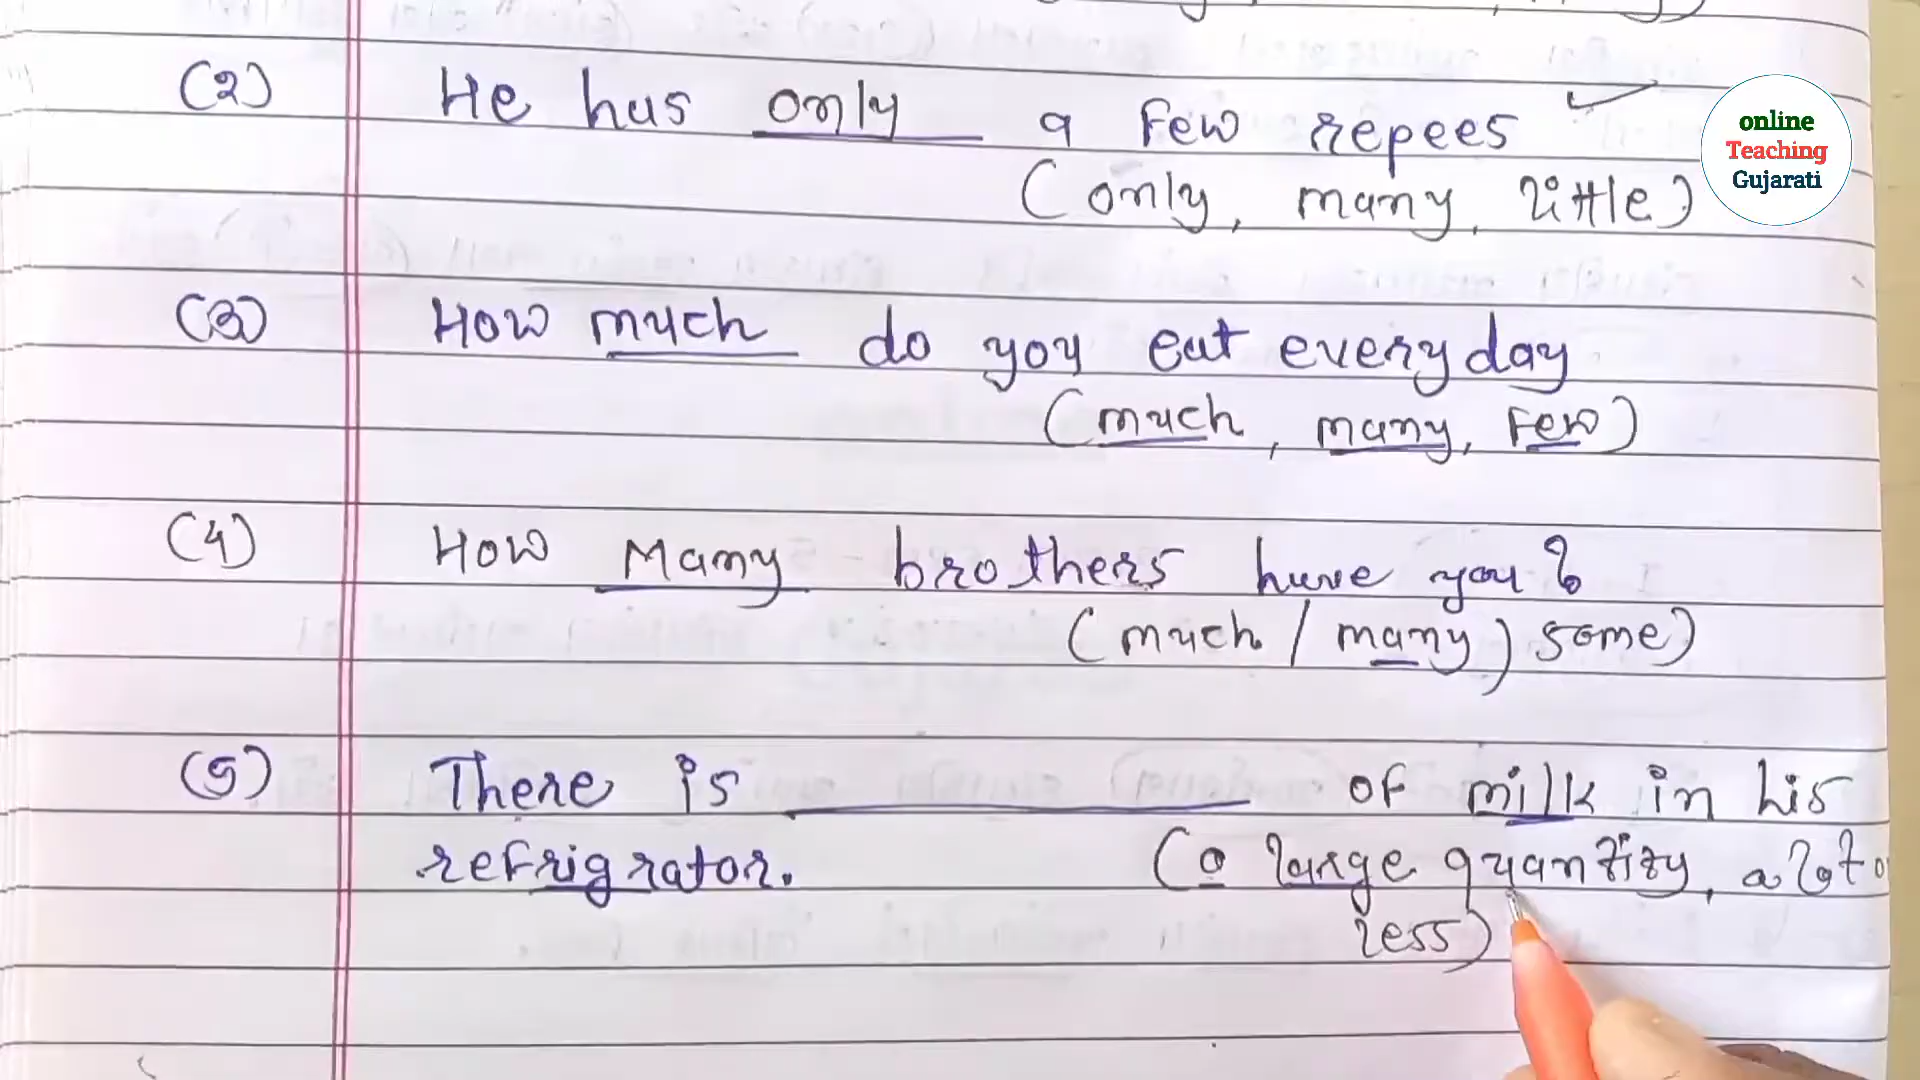 (2) He has only a few repees
(only, many, little)
(3) How much do you eat everyday
(much, many, Few)
(4) How Many brothers have you?
(much / many, some)
(5) There is of milk in his
refrigrator. (a large quantity, a lot o
less)
online
Teaching
Gujarati